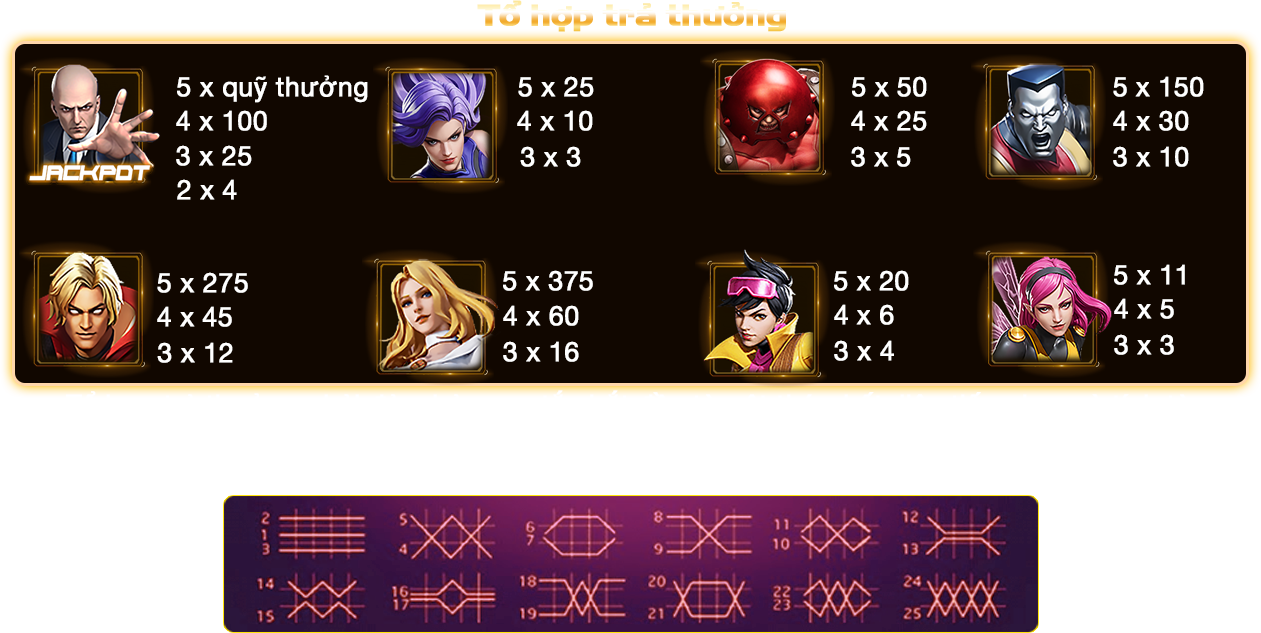 Tổ hợp trả thưởng
5 x quỹ thưởng
4 x 100
3 x 25
2 x 4
JACKPOT
5 x 25
4 x 10
3 x 3
5 x 50
4 x 25
3 x 5
5 x 150
4 x 30
3 x 10
5 x 275
4 x 45
3 x 12
5 x 375
4 x 60
3 x 16
5 x 20
4 x 6
3 x 4
5 x 11
4 x 5
3 x 3
2
1
3
5
4
6
7
8
9
11
10
12
13
14
15
16
17
18
19
20
21
22
23
24
25